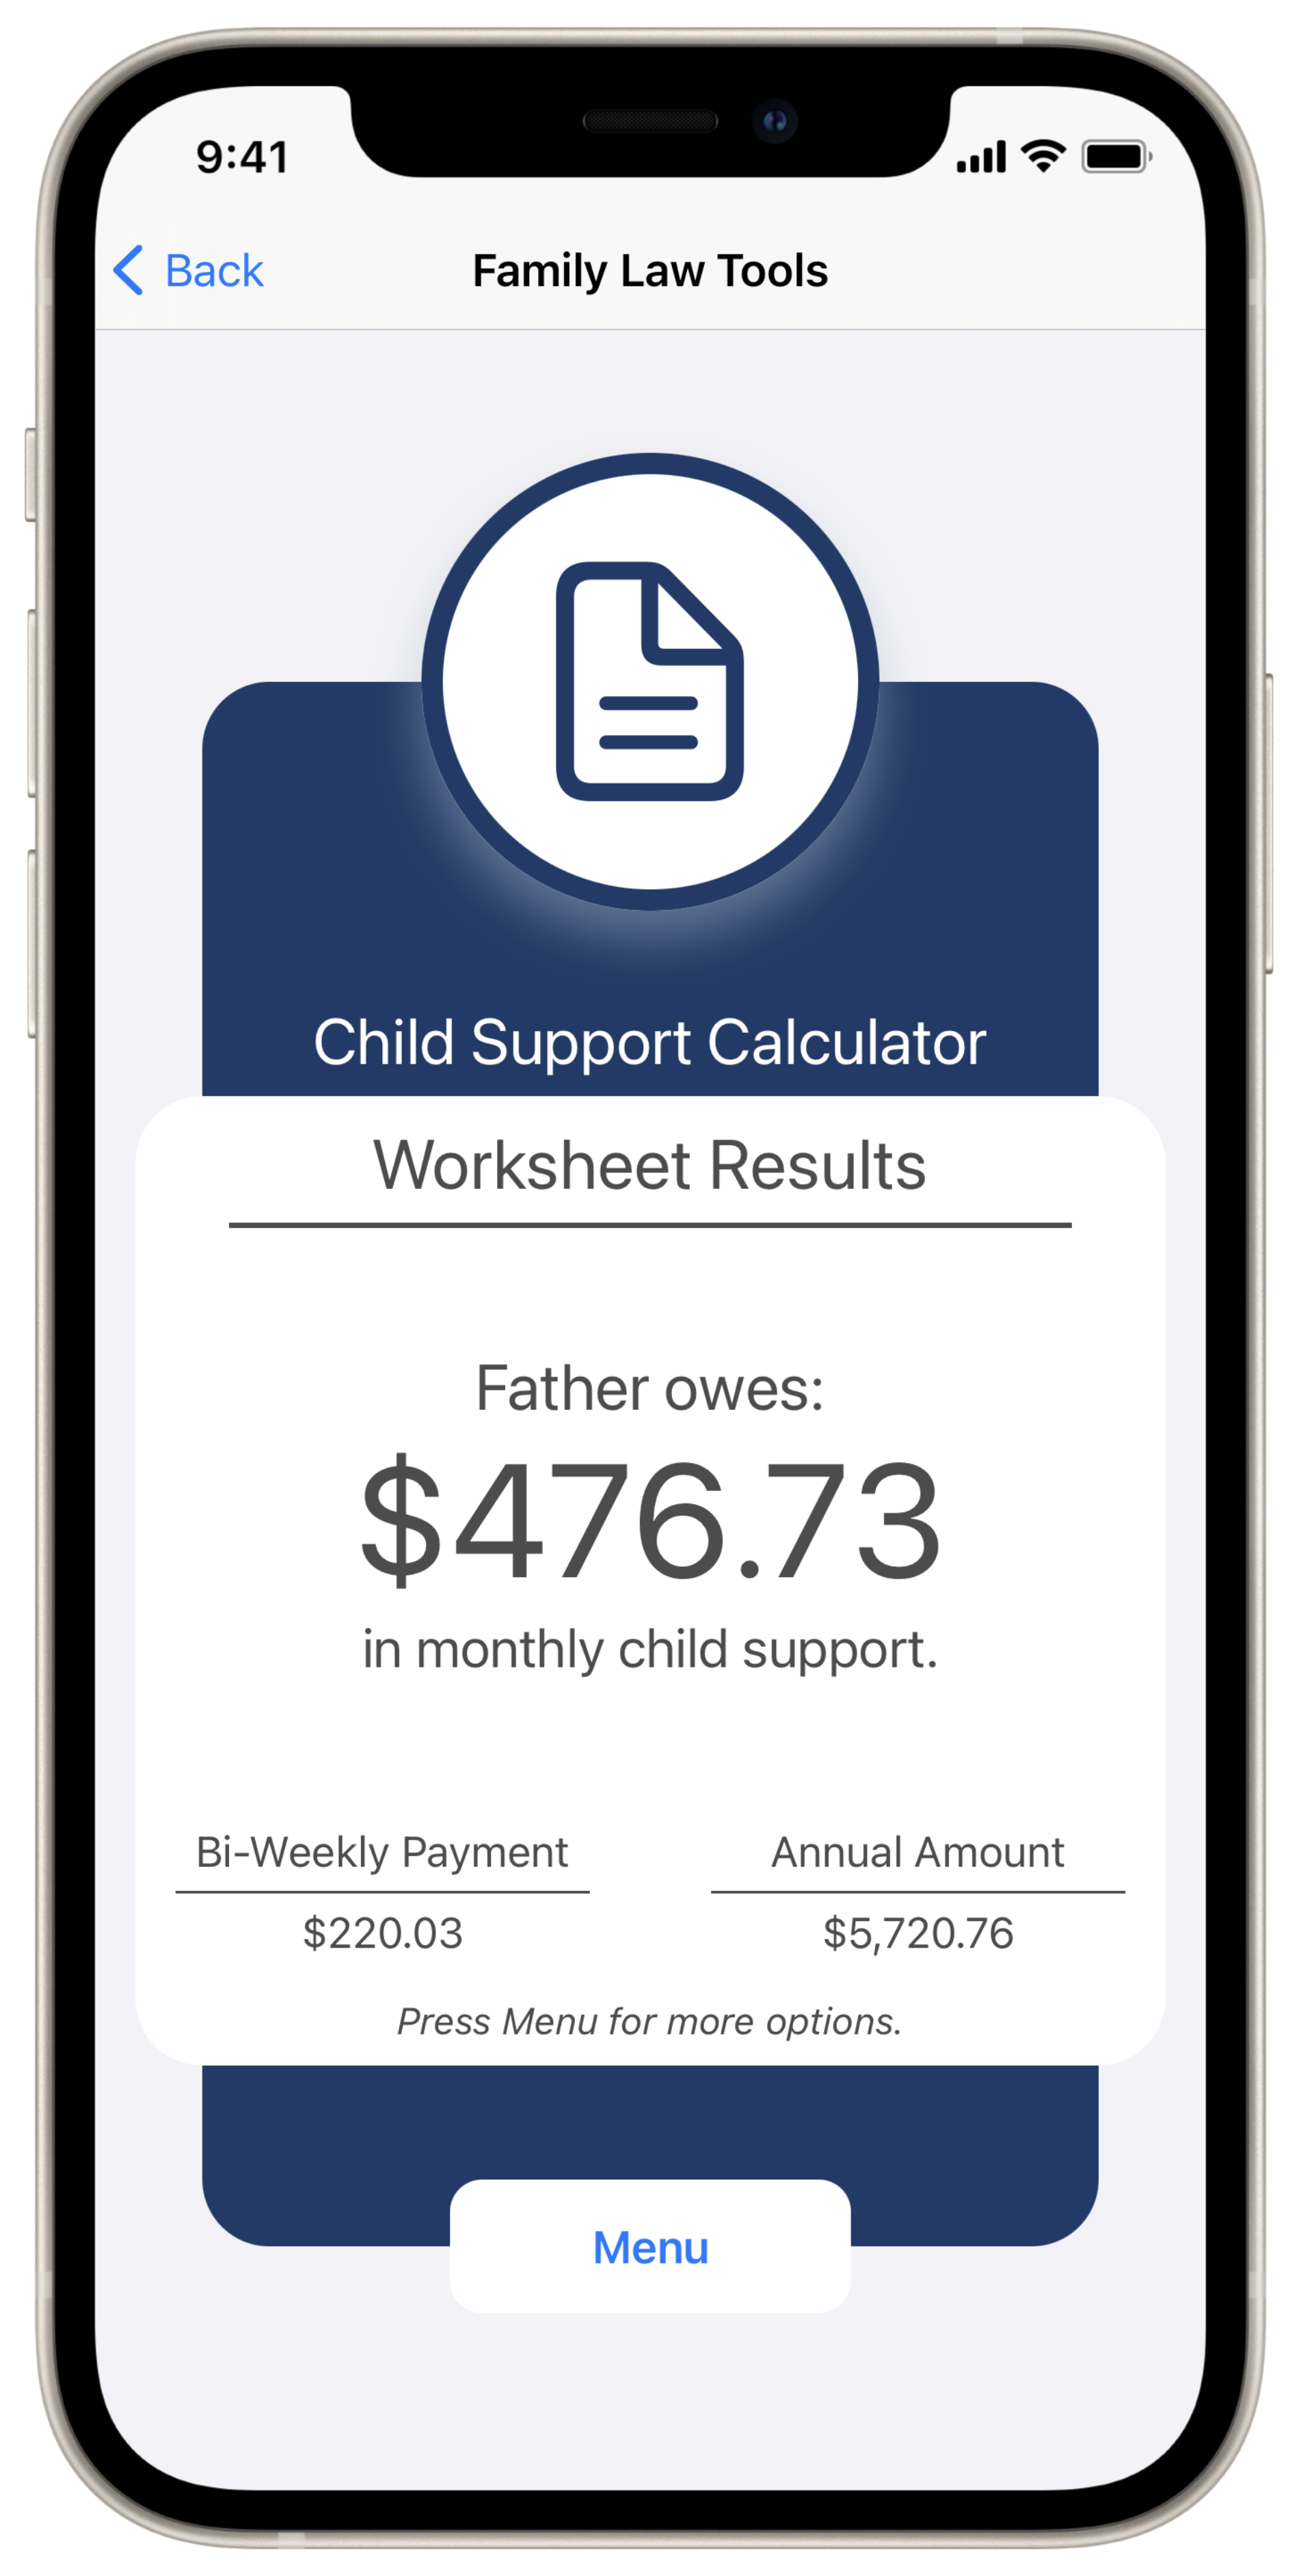 9:41
Back
Family Law Tools
Child Support Calculator
Worksheet Results
Father owes:
$476.73
in monthly child support.
Bi-Weekly Payment
$220.03
Annual Amount
$5,720.76
Press Menu for more options.
Menu